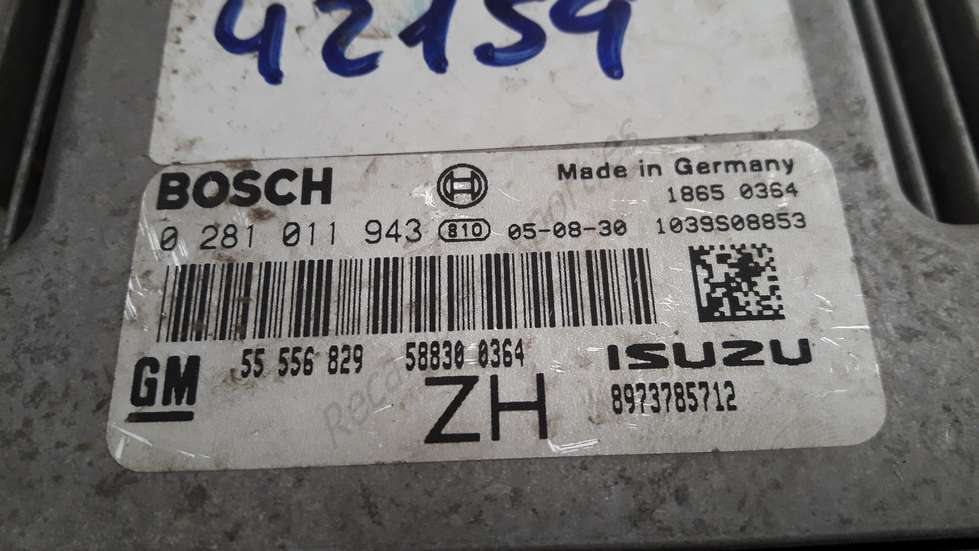 42154
BOSCH
Made in Germany
1865 0364
0 281 011 943 810 05-08-30 1039S08853
55 556 829 58830 0364 ISUZU
GM ZH 8973785712